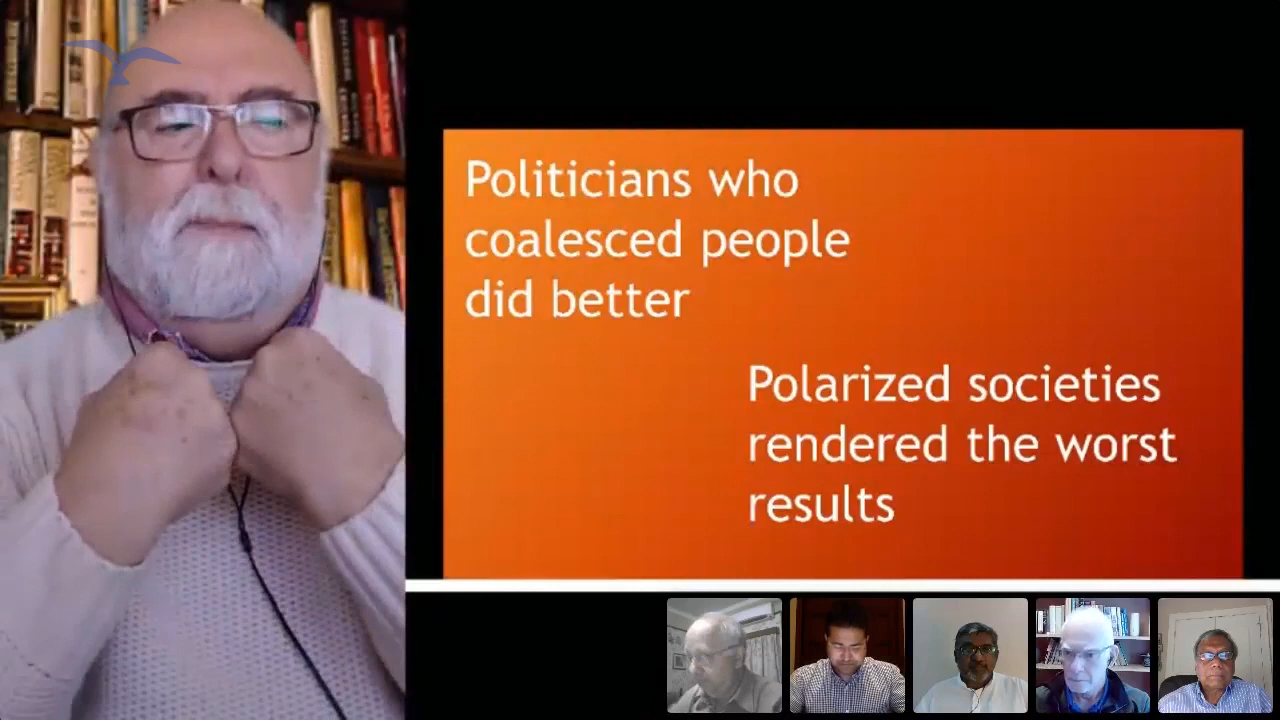 Politicians who
coalesced people
did better
Polarized societies
rendered the worst
results